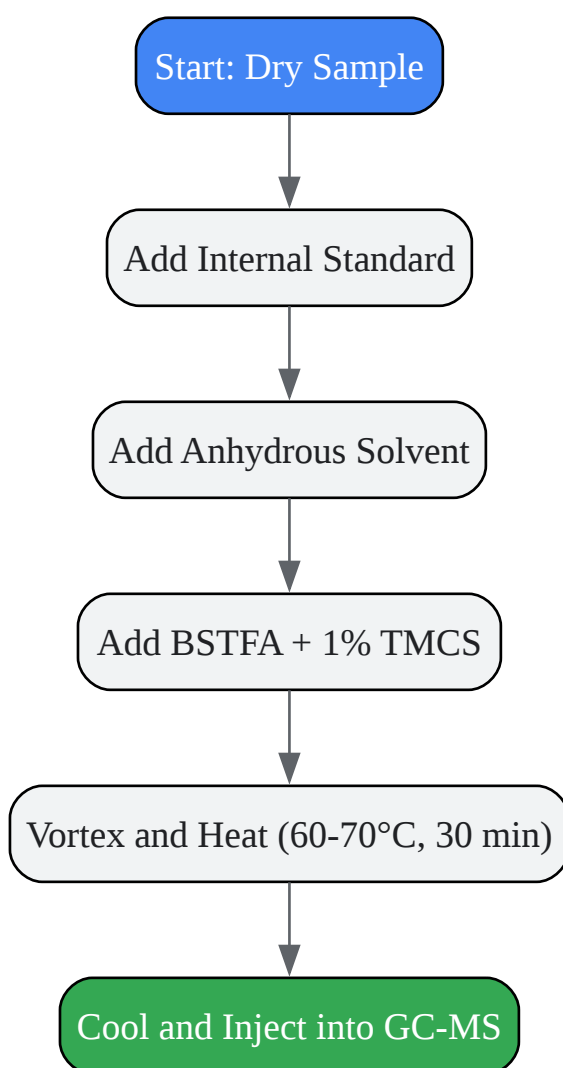 Start: Dry Sample
Add Internal Standard
Add Anhydrous Solvent
Add BSTFA + 1% TMCS
Vortex and Heat (60-70°C, 30 min)
Cool and Inject into GC-MS